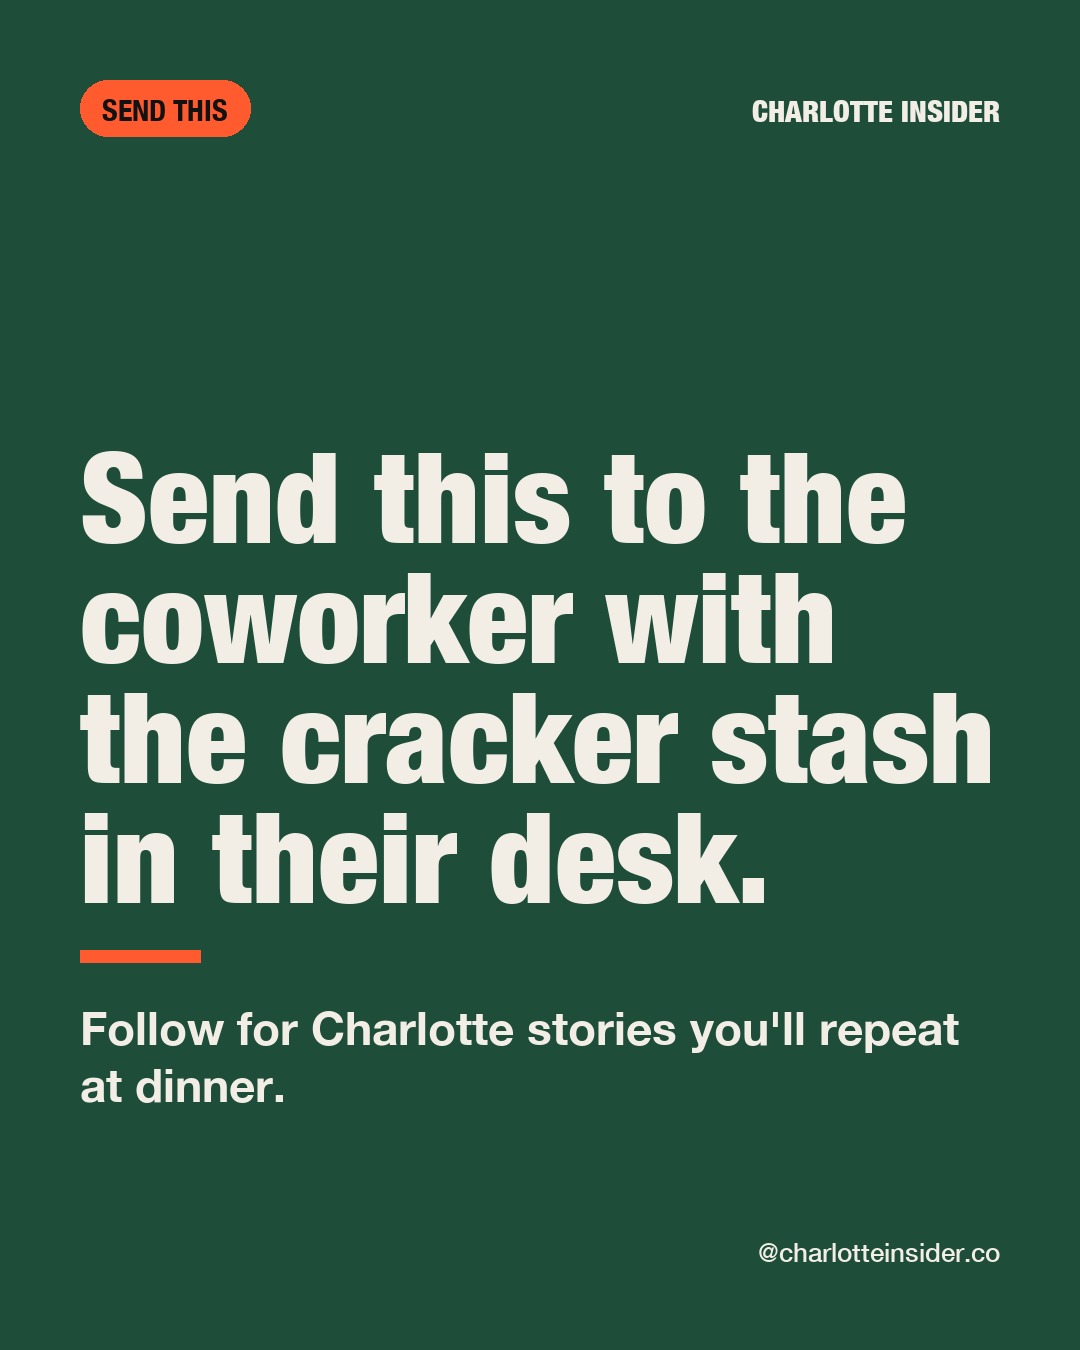 SEND THIS
CHARLOTTE INSIDER
Send this to the
coworker with
the cracker stash
in their desk.
Follow for Charlotte stories you'll repeat
at dinner.
@charlotteinsider.co